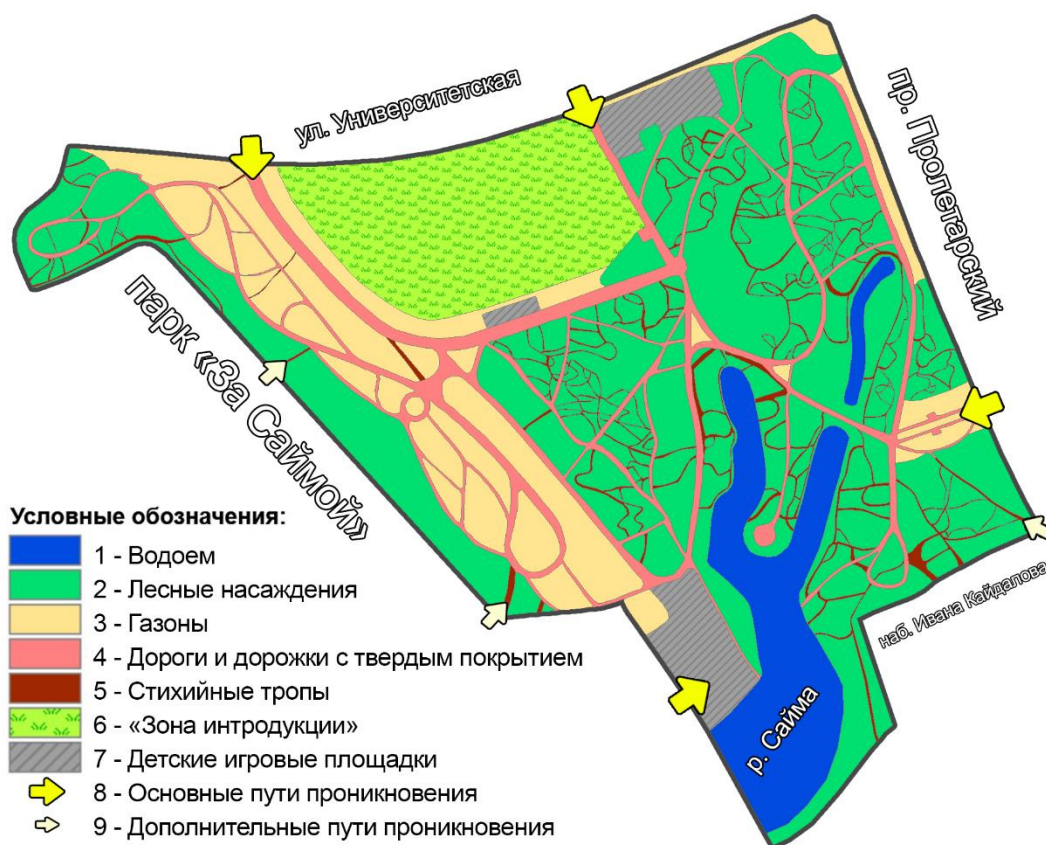 ул. Университетская
пр. Пролетарский
парк «За Саймой»
наб. Ивана Кайдалова
р. Сайма
Условные обозначения:
1 - Водоем
2 - Лесные насаждения
3 - Газоны
4 - Дороги и дорожки с твердым покрытием
5 - Стихийные тропы
6 - «Зона интродукции»
7 - Детские игровые площадки
8 - Основные пути проникновения
9 - Дополнительные пути проникновения